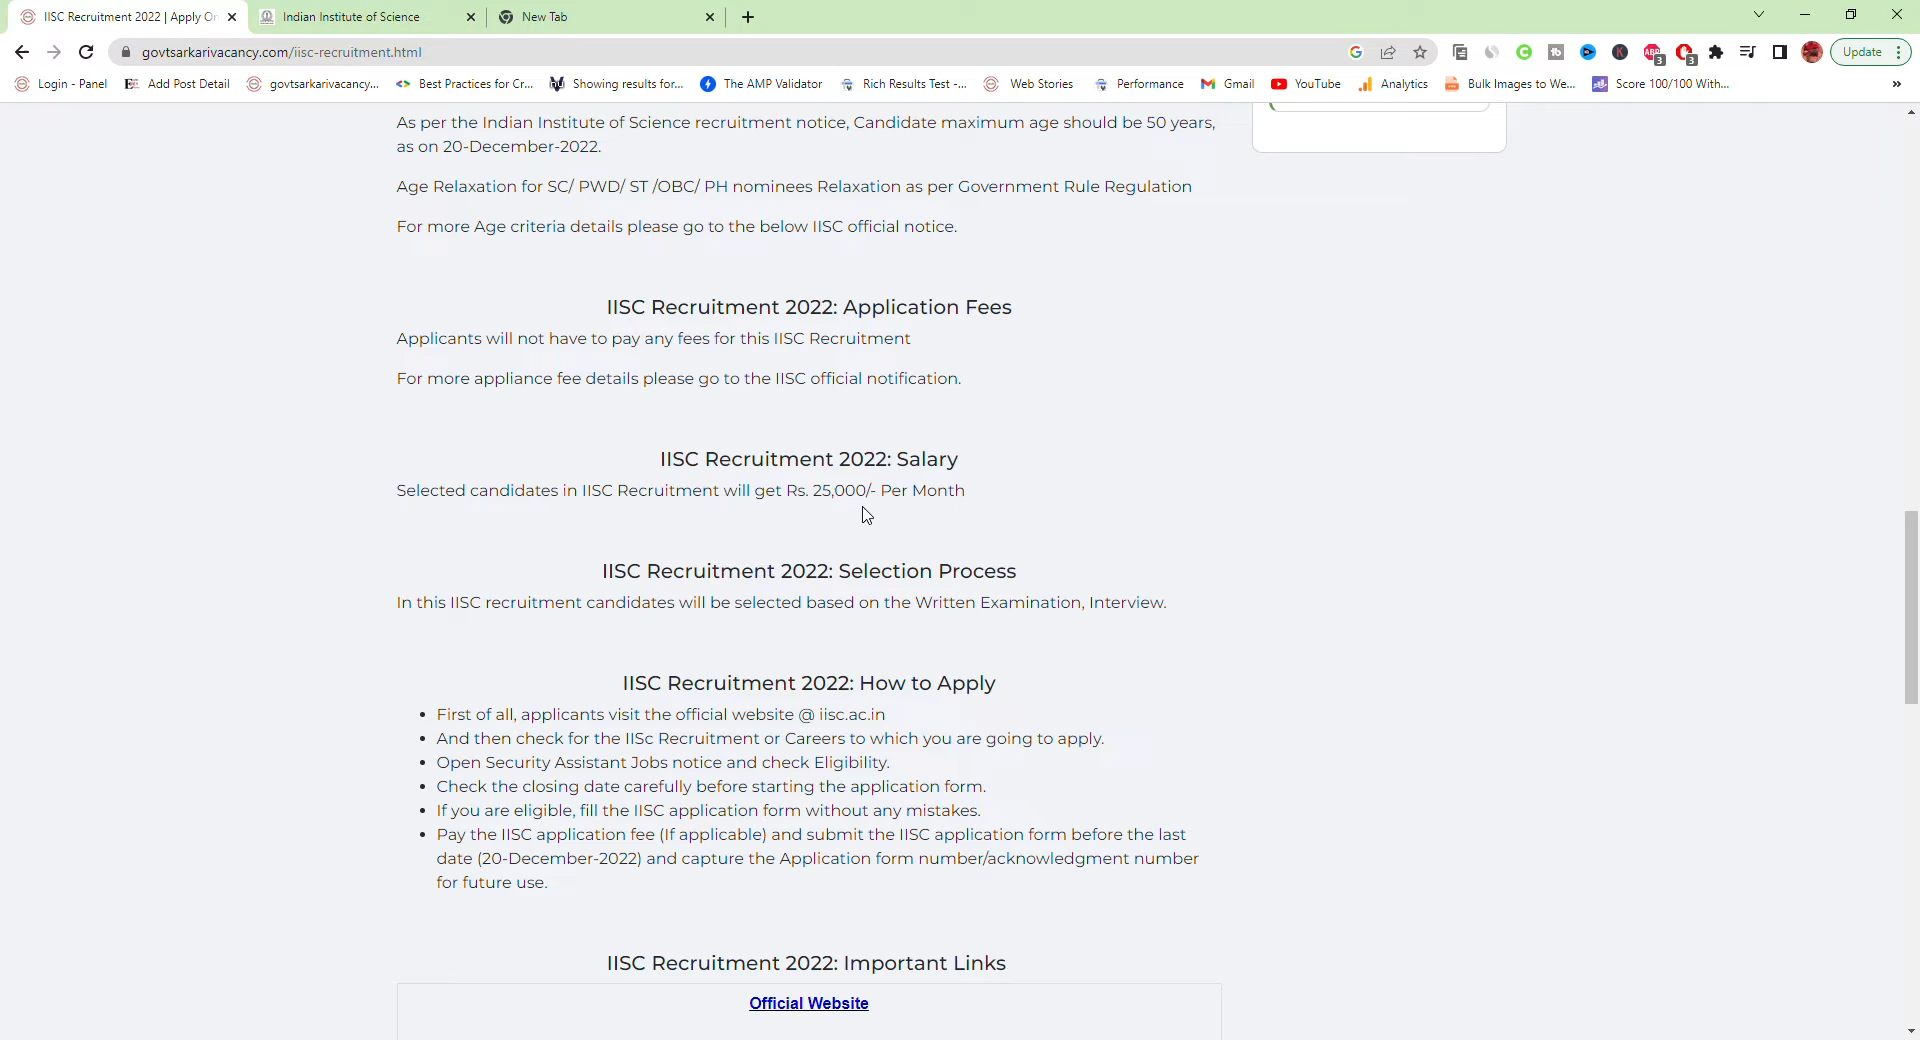 IISC Recruitment 2022 | Apply On
Indian Institute of Science
New Tab
govtsarkarivacancy.com/iisc-recruitment.html
Update
Login - Panel
Add Post Detail
govtsarkarivacanc...
Best Practices for Cr...
Showing results for...
The AMP Validator
Rich Results Test -...
Web Stories
Performance
Gmail
YouTube
Analytics
Bulk Images to We...
Score 100/100 With...
As per the Indian Institute of Science recruitment notice, Candidate maximum age should be 50 years,
as on 20-December-2022.
Age Relaxation for SC/ PWD/ ST /OBC/ PH nominees Relaxation as per Government Rule Regulation
For more Age criteria details please go to the below IISC official notice.
IISC Recruitment 2022: Application Fees
Applicants will not have to pay any fees for this IISC Recruitment
For more appliance fee details please go to the IISC official notification.
IISC Recruitment 2022: Salary
Selected candidates in IISC Recruitment will get Rs. 25,000/- Per Month
IISC Recruitment 2022: Selection Process
In this IISC recruitment candidates will be selected based on the Written Examination, Interview.
IISC Recruitment 2022: How to Apply
• First of all, applicants visit the official website @ iisc.ac.in
• And then check for the IISc Recruitment or Careers to which you are going to apply.
• Open Security Assistant Jobs notice and check Eligibility.
• Check the closing date carefully before starting the application form.
• If you are eligible, fill the IISC application form without any mistakes.
• Pay the IISC application fee (If applicable) and submit the IISC application form before the last
date (20-December-2022) and capture the Application form number/acknowledgment number
for future use.
IISC Recruitment 2022: Important Links
Official Website